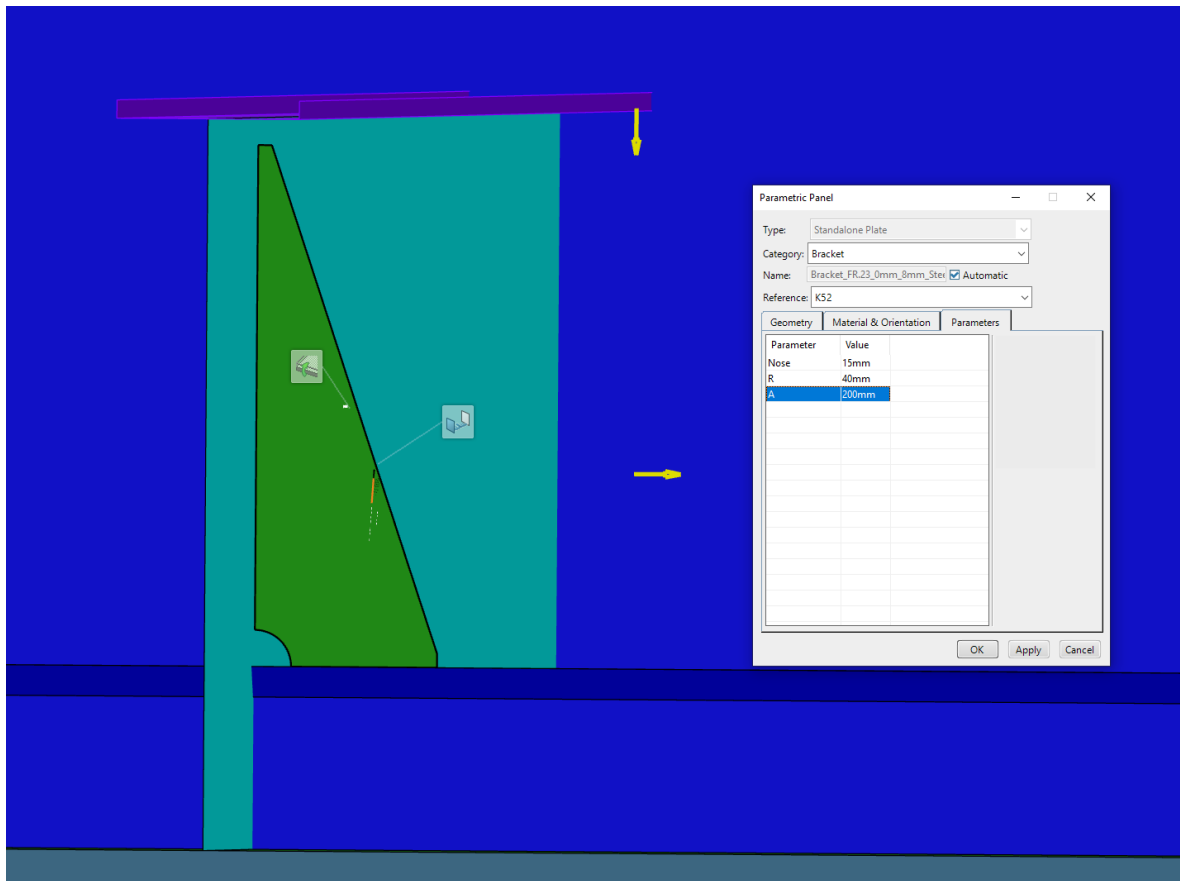 Parametric Panel
Type: Standalone Plate
Category: Bracket
Name: Bracket_FR.23_0mm_8mm_Stee Automatic
Reference: K52
Geometry Material & Orientation Parameters
Parameter Value
Nose 15mm
R 40mm
A 200mm
OK Apply Cancel